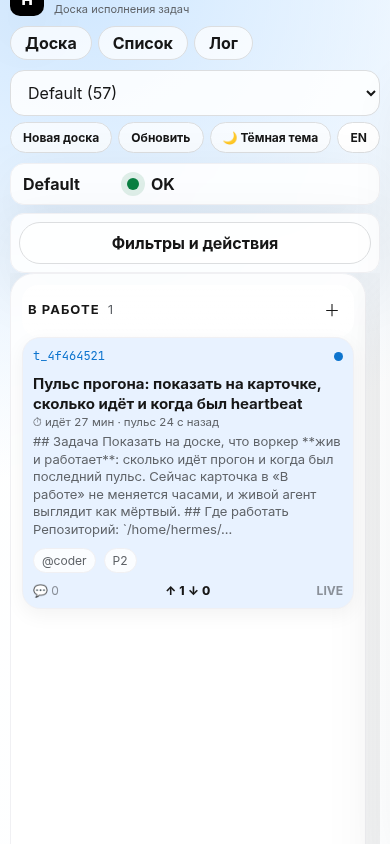 H
Доска исполнения задач
Доска Список Лог
Default (57)
Новая доска Обновить 🌙 Тёмная тема EN
Default OK
Фильтры и действия
В РАБОТЕ 1 +
t_4f464521
Пульс прогона: показать на карточке,
сколько идёт и когда был heartbeat
⏱ идёт 27 мин · пульс 24 с назад
## Задача Показать на доске, что воркер **жив
и работает**: сколько идёт прогон и когда был
последний пульс. Сейчас карточка в «В
работе» не меняется часами, и живой агент
выглядит как мёртвый. ## Где работать
Репозиторий: `/home/hermes/...
@coder P2
💬 0 ↑ 1 ↓ 0 LIVE